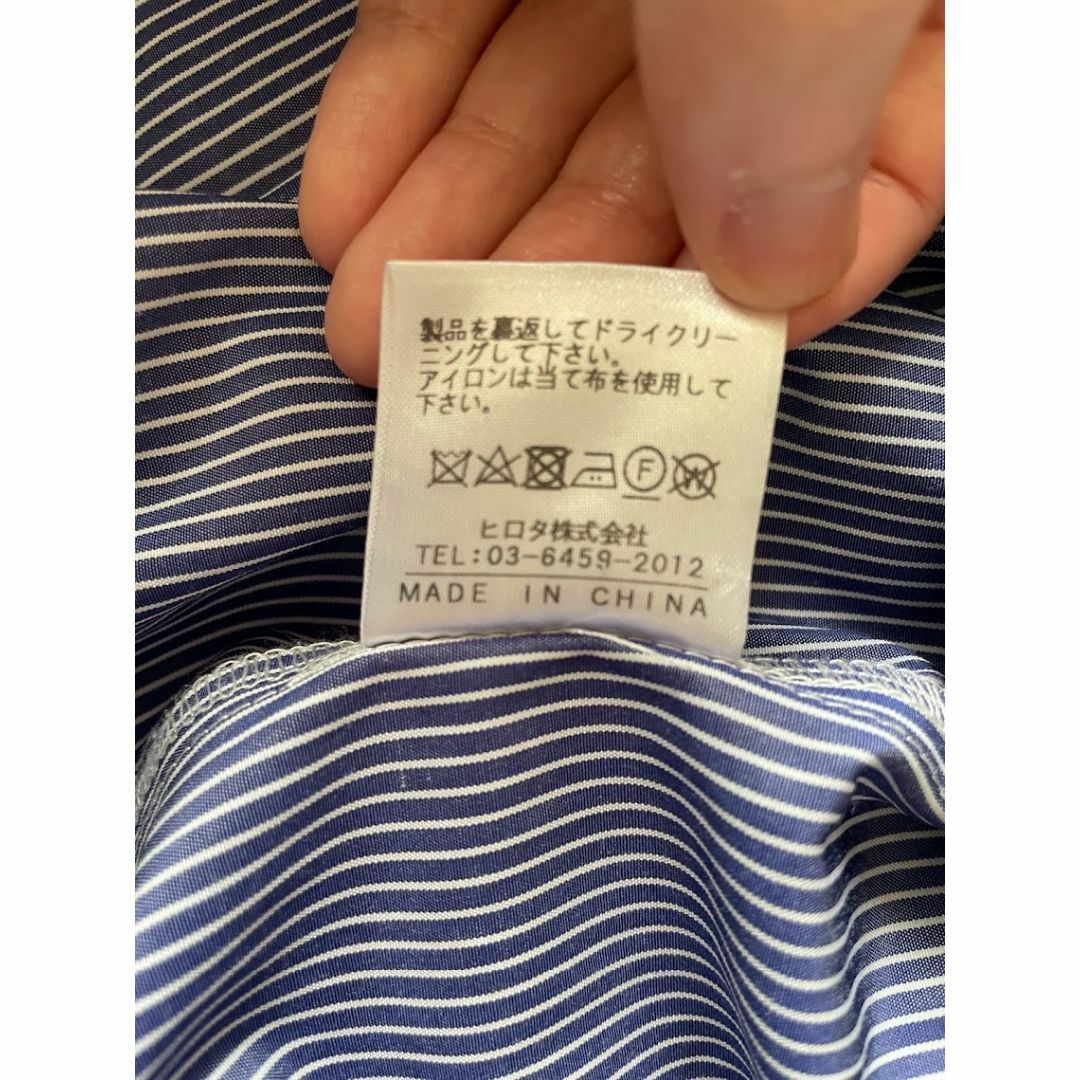 製品を裏返してドライクリー
ニングして下さい。
アイロンは当て布を使用して
下さい。
F W
ヒロタ株式会社
TEL:03-6459-2012
MADE IN CHINA